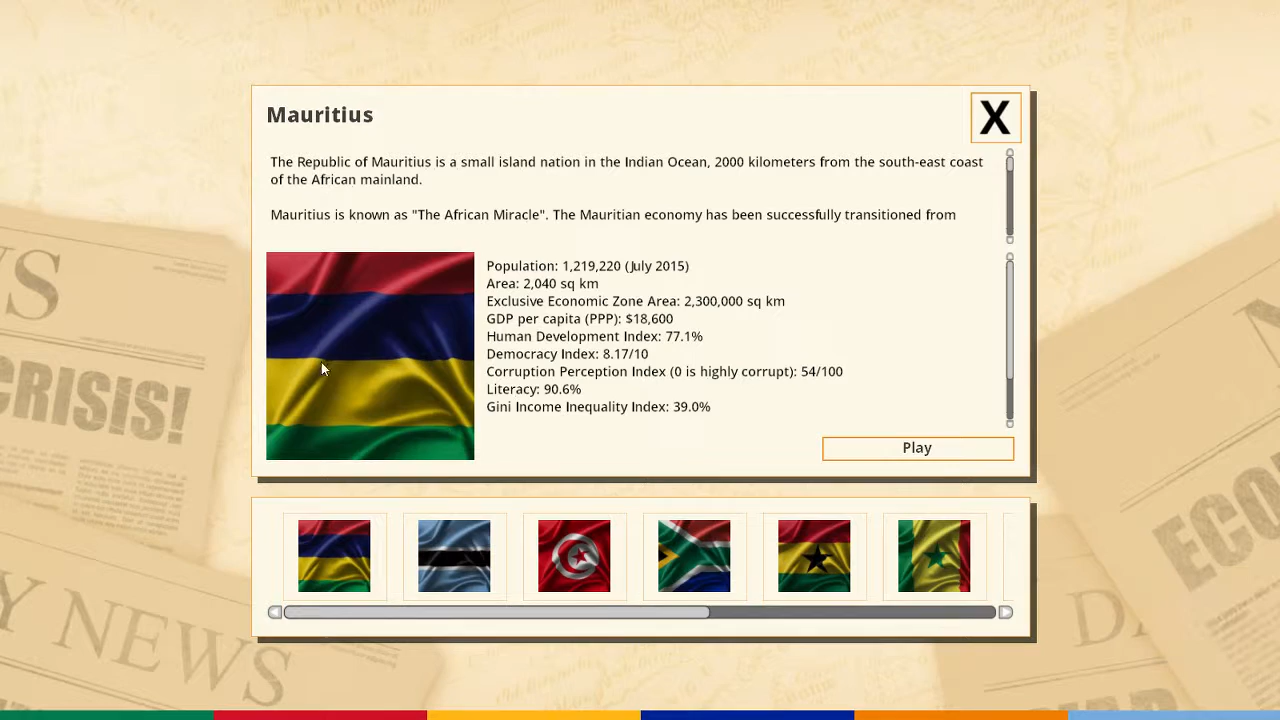 Mauritius
X
The Republic of Mauritius is a small island nation in the Indian Ocean, 2000 kilometers from the south-east coast
of the African mainland.
Mauritius is known as "The African Miracle". The Mauritian economy has been successfully transitioned from
Population: 1,219,220 (July 2015)
Area: 2,040 sq km
Exclusive Economic Zone Area: 2,300,000 sq km
GDP per capita (PPP): $18,600
Human Development Index: 77.1%
Democracy Index: 8.17/10
Corruption Perception Index (0 is highly corrupt): 54/100
Literacy: 90.6%
Gini Income Inequality Index: 39.0%
Play
CRISIS!
Y NEWS
ECO